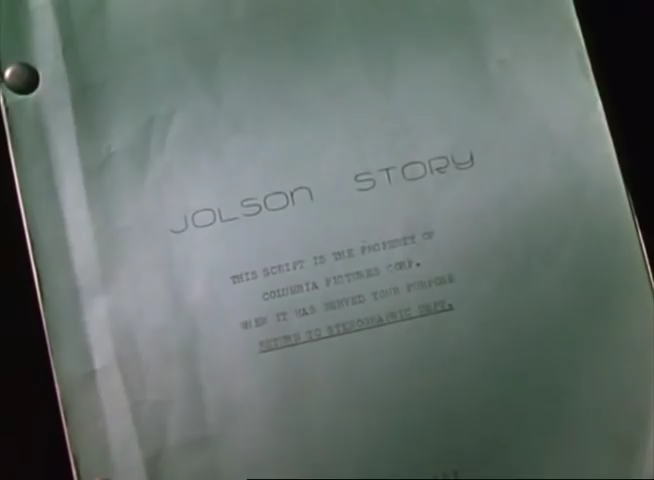 JOLSON STORY
THIS SCRIPT IS THE PROPERTY OF
COLUMBIA PICTURES CORP.
WHEN IT HAS SERVED YOUR PURPOSE
RETURN TO STENOGRAPHIC DEPT.